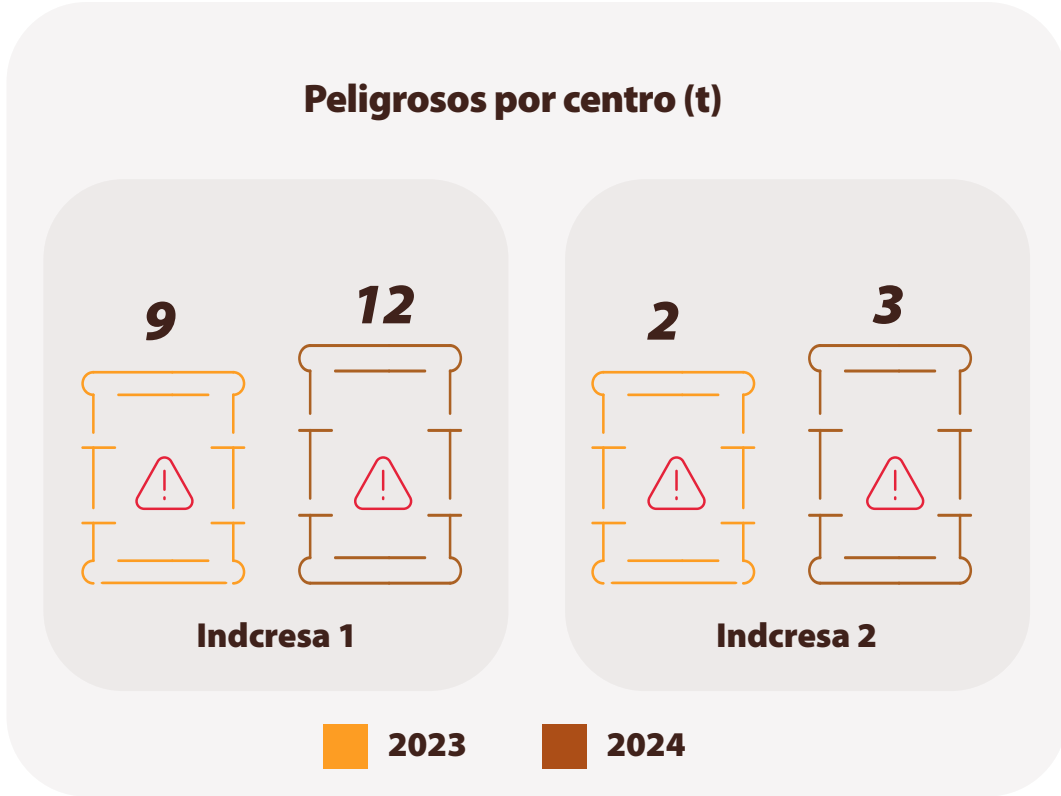 Peligrosos por centro (t)
9
12
2
3
Indcresa 1
Indcresa 2
2023
2024